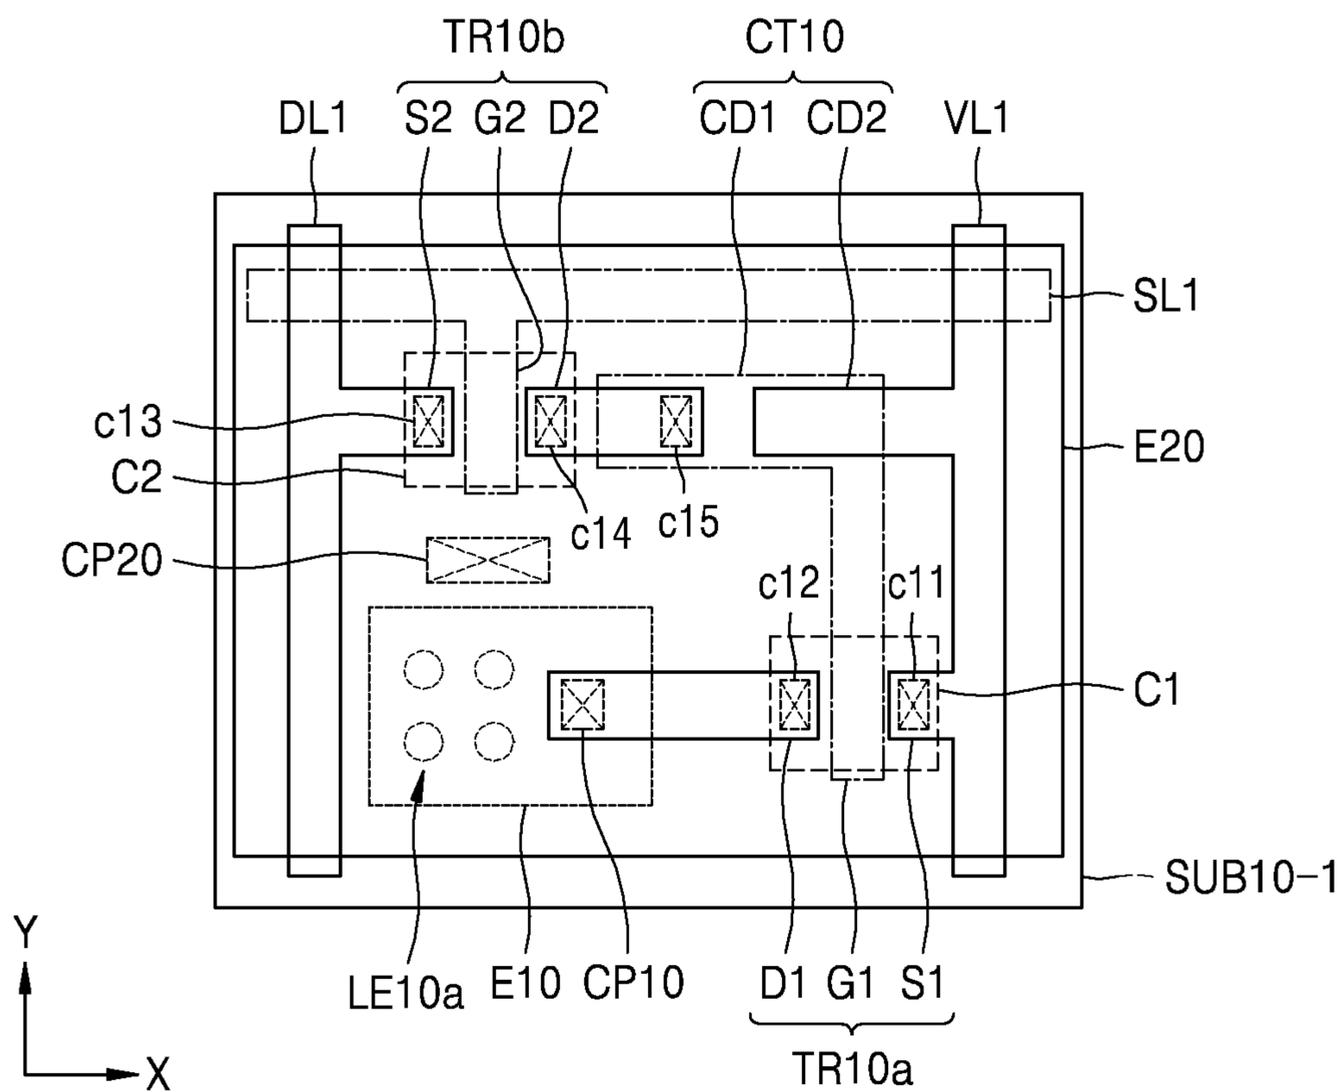 TR10b CT10
DL1 S2 G2 D2 CD1 CD2 VL1
SL1
c13
E20
C2
c14 c15
CP20
c12 c11
C1
SUB10-1
Y
LE10a E10 CP10 D1 G1 S1
X
TR10a